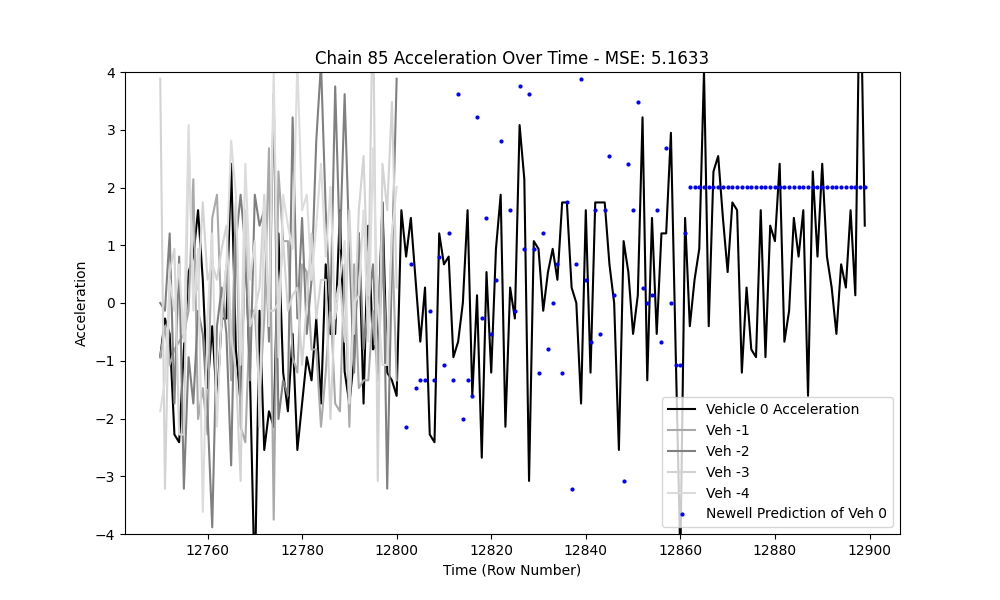 Chain 85 Acceleration Over Time - MSE: 5.1633
4
3
2
1
0
−1
−2
−3
−4
Acceleration
12760 12780 12800 12820 12840 12860 12880 12900
Time (Row Number)
Vehicle 0 Acceleration
Veh -1
Veh -2
Veh -3
Veh -4
Newell Prediction of Veh 0